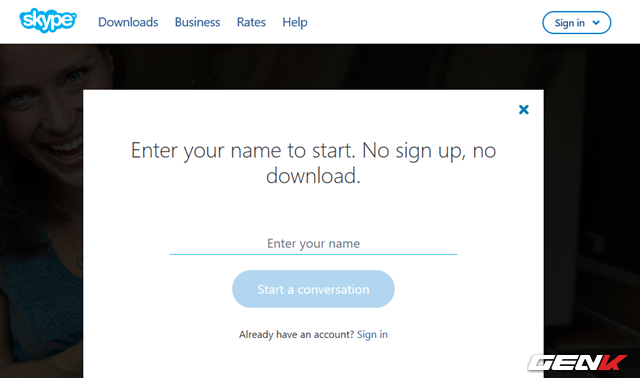 skype
Downloads Business Rates Help
Sign in
Enter your name to start. No sign up, no
download.
Enter your name
Start a conversation
Already have an account? Sign in
GENK